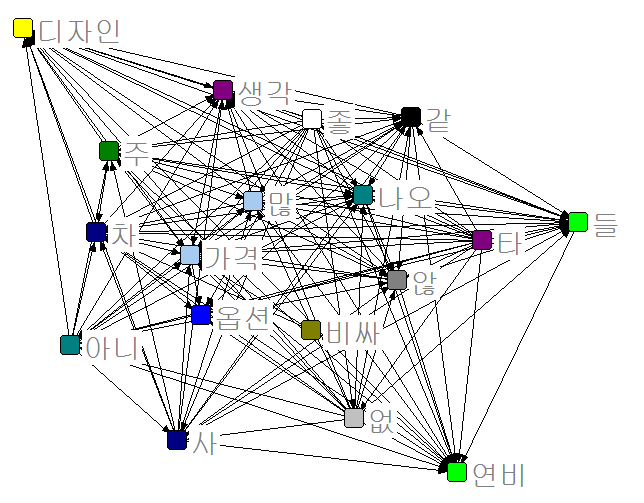 디자인
생각
좋
같
주
많
나오
들
차
타
가격
않
옵션
비싸
아니
없
사
연비